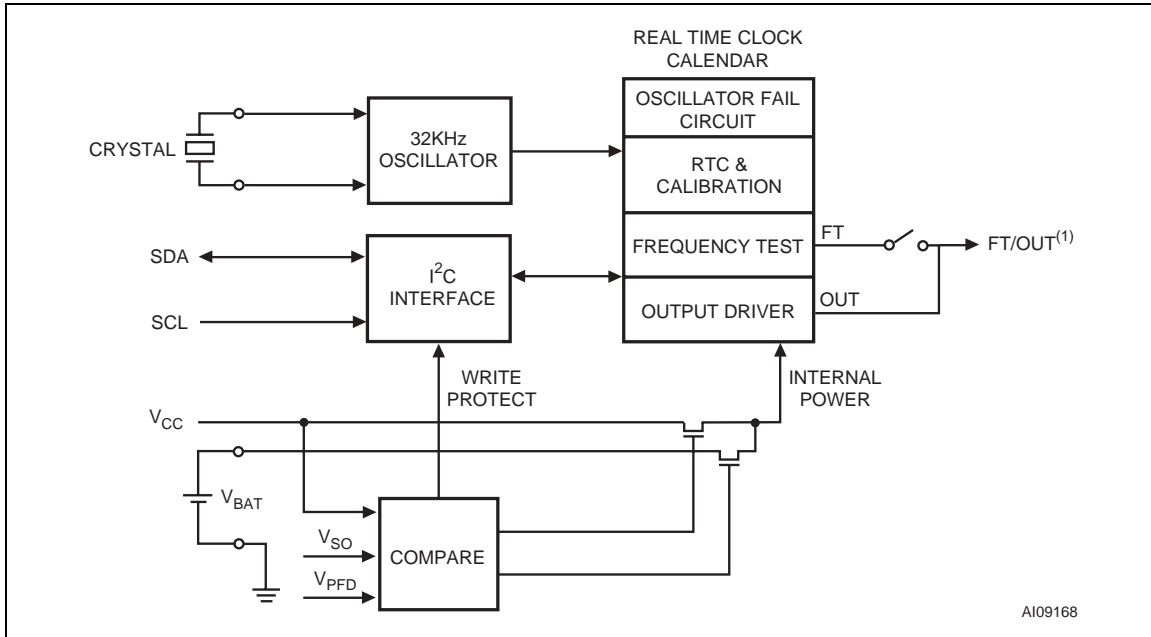 REAL TIME CLOCK
CALENDAR
OSCILLATOR FAIL
CIRCUIT
CRYSTAL
32KHz
OSCILLATOR
RTC &
CALIBRATION
SDA
SCL
I2C
INTERFACE
FREQUENCY TEST
FT
FT/OUT(1)
OUTPUT DRIVER
OUT
WRITE
PROTECT
INTERNAL
POWER
VCC
VBAT
VSO
VPFD
COMPARE
AI09168